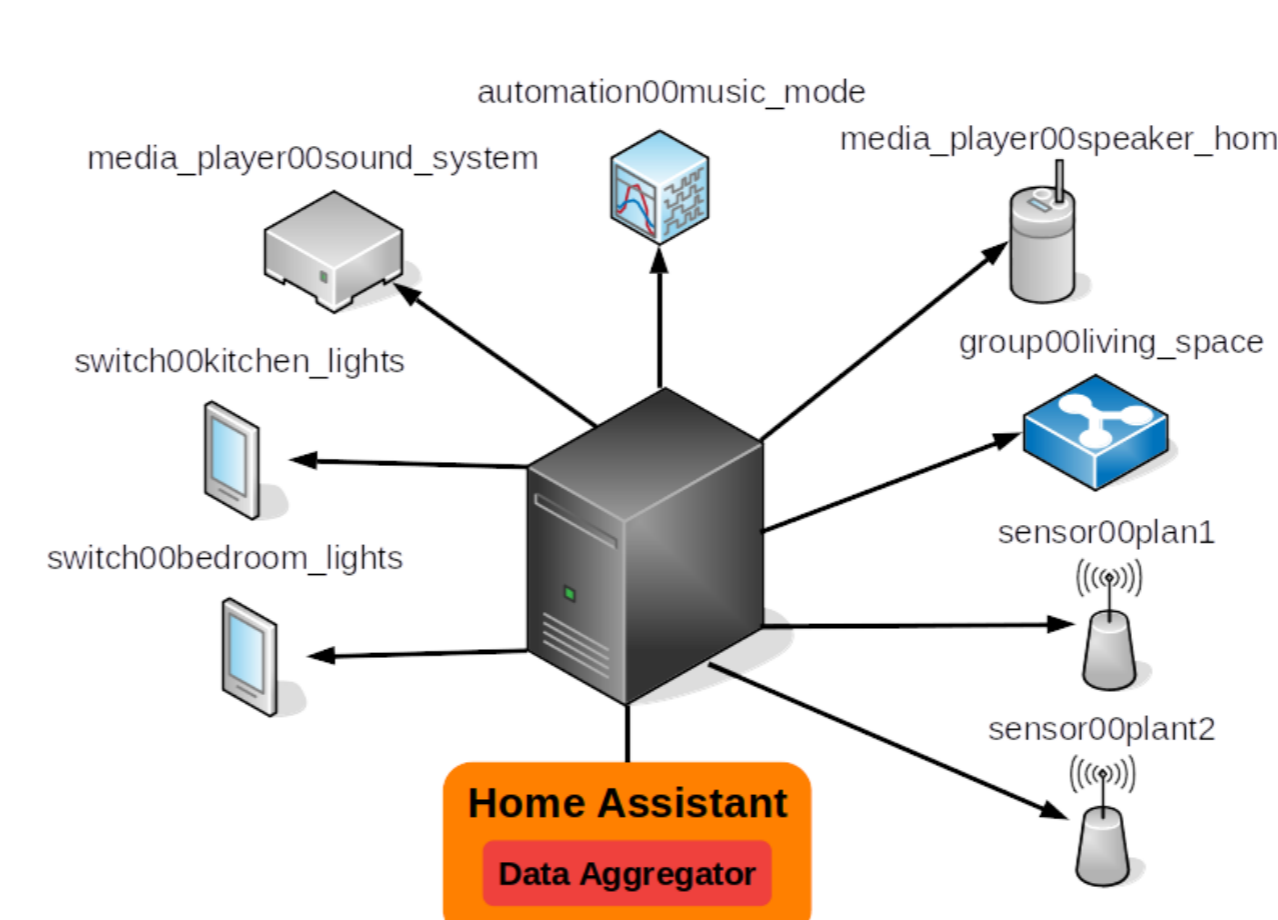 automation00music_mode
media_player00speaker_hom
media_player00sound_system
group00living_space
switch00kitchen_lights
sensor00plan1
switch00bedroom_lights
sensor00plant2
Home Assistant
Data Aggregator